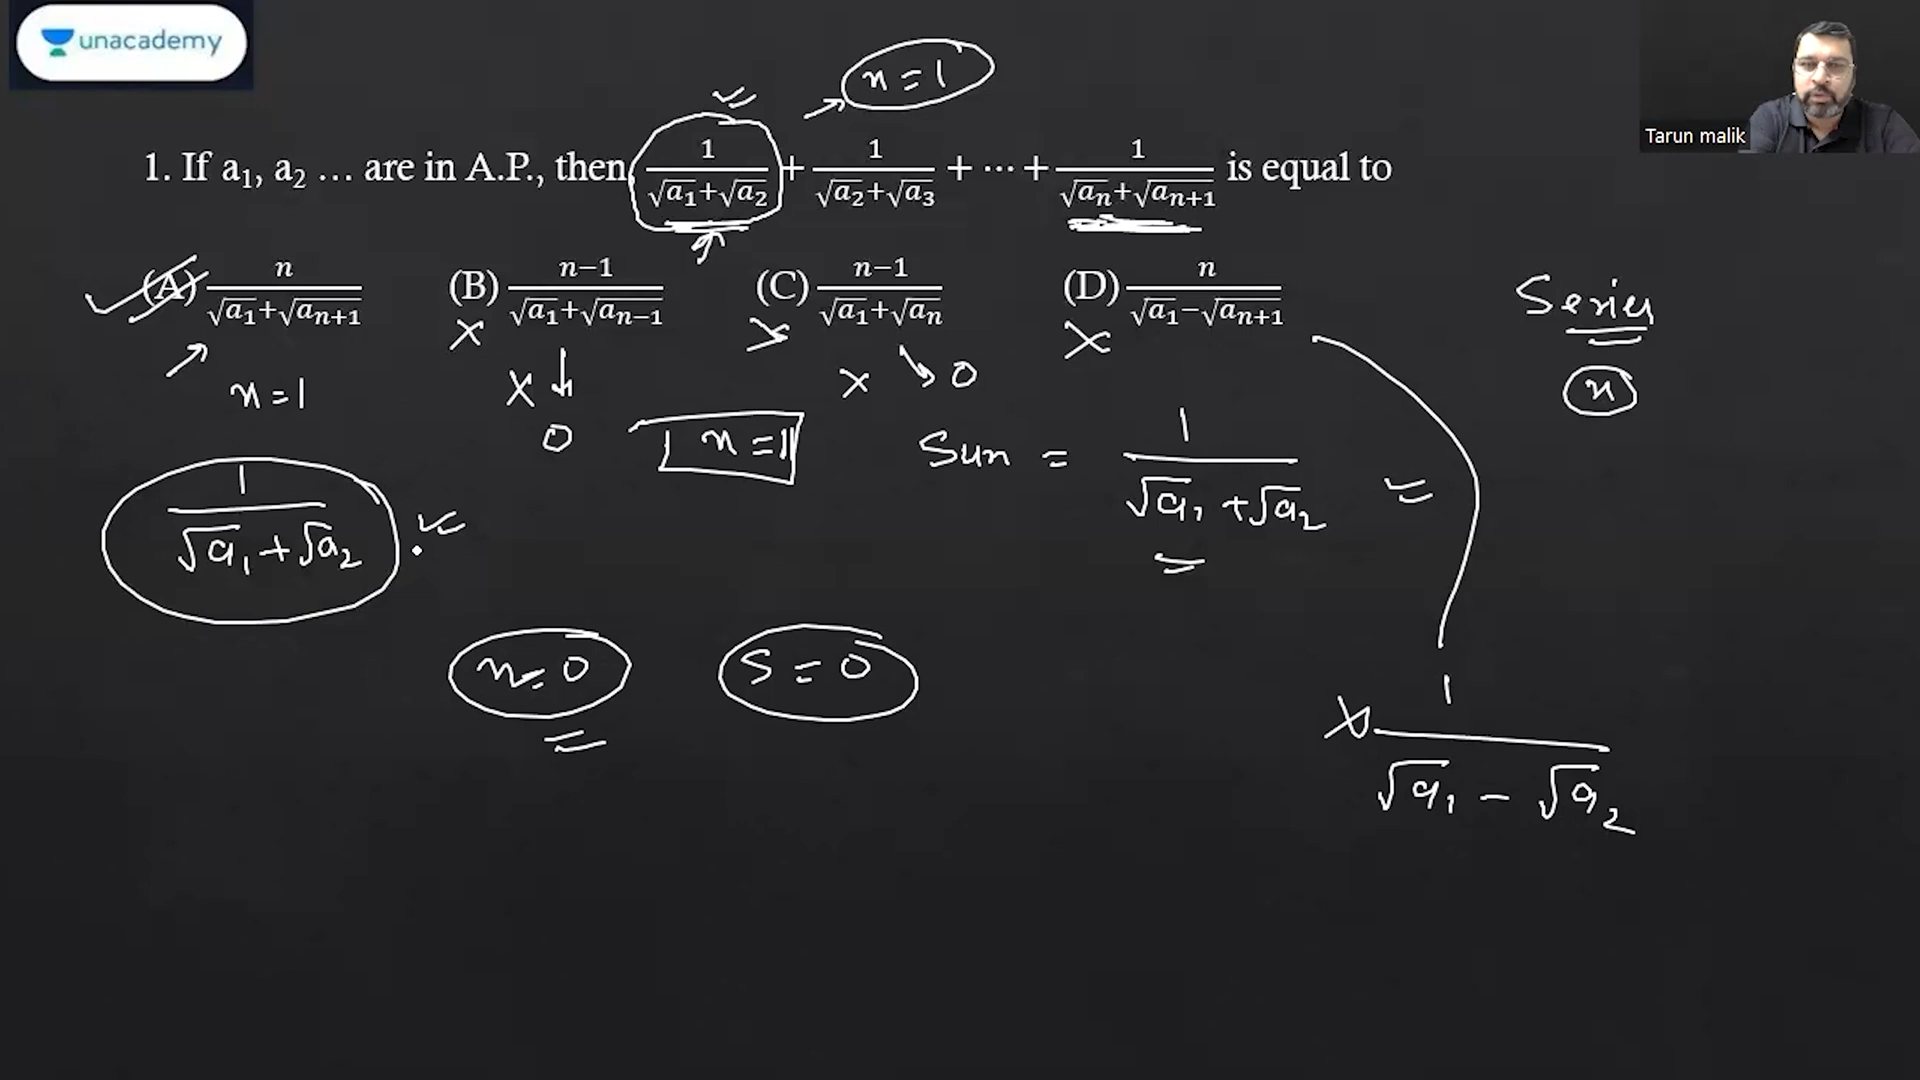 unacademy
n = 1
Tarun malik
1. If a₁, a₂ … are in A.P., then 1/(√a₁+√a₂) + 1/(√a₂+√a₃) + ⋯ + 1/(√aₙ+√aₙ₊₁) is equal to
(A) n/(√a₁+√aₙ₊₁) (B) (n−1)/(√a₁+√aₙ₋₁) (C) (n−1)/(√a₁+√aₙ) (D) n/(√a₁−√aₙ₊₁)
Series
n
n = 1
0
0
n = 1
Sum = 1/(√a₁ + √a₂) =
1/(√a₁ + √a₂)
n = 0
S = 0
1/(√a₁ − √a₂)